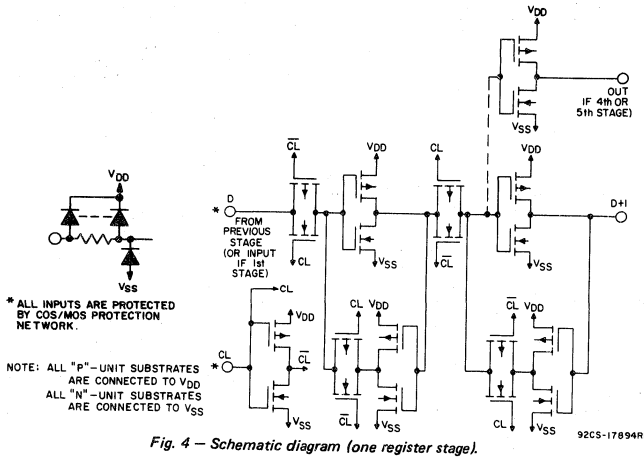 VDD
OUT
IF 4th OR
5th STAGE)
VSS
CL
VDD
CL
VDD
VDD
* D
D+1
FROM
PREVIOUS
STAGE
(OR INPUT
IF 1st
STAGE)
CL
VSS
CL
VSS
VSS
* ALL INPUTS ARE PROTECTED
BY COS/MOS PROTECTION
NETWORK.
CL
VDD
CL
VDD
CL
VDD
* CL
CL
NOTE: ALL "P"-UNIT SUBSTRATES
ARE CONNECTED TO VDD
ALL "N"-UNIT SUBSTRATES
ARE CONNECTED TO VSS
VSS
CL
VSS
CL
VSS
92CS-17894R
Fig. 4 — Schematic diagram (one register stage).